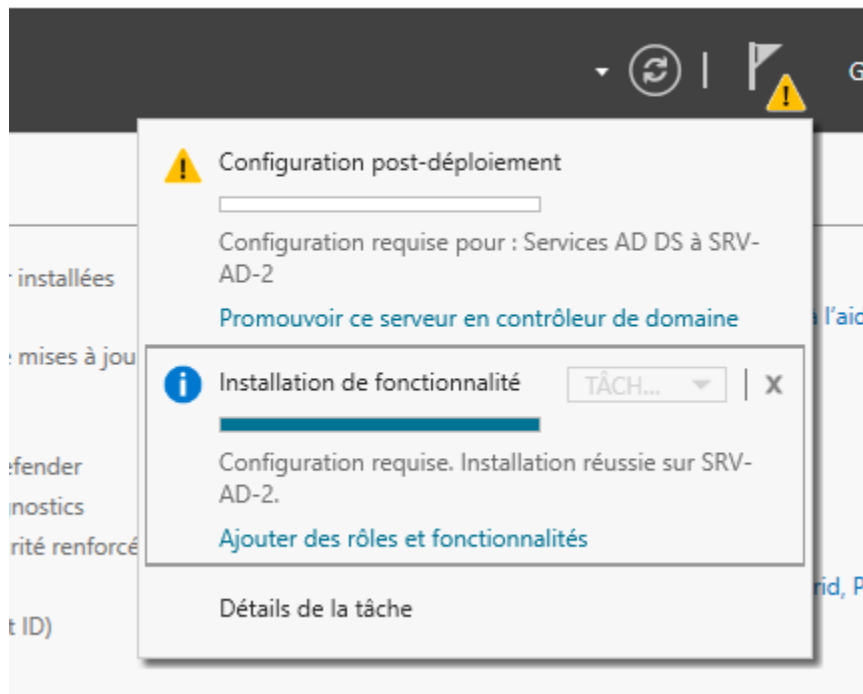 G
Configuration post-déploiement
Configuration requise pour : Services AD DS à SRV-
AD-2
installées
Promouvoir ce serveur en contrôleur de domaine
l'aid
mises à jou
Installation de fonctionnalité
TÂCH...
X
efender
Configuration requise. Installation réussie sur SRV-
AD-2.
nostics
rité renforcé
Ajouter des rôles et fonctionnalités
rid, P
Détails de la tâche
t ID)